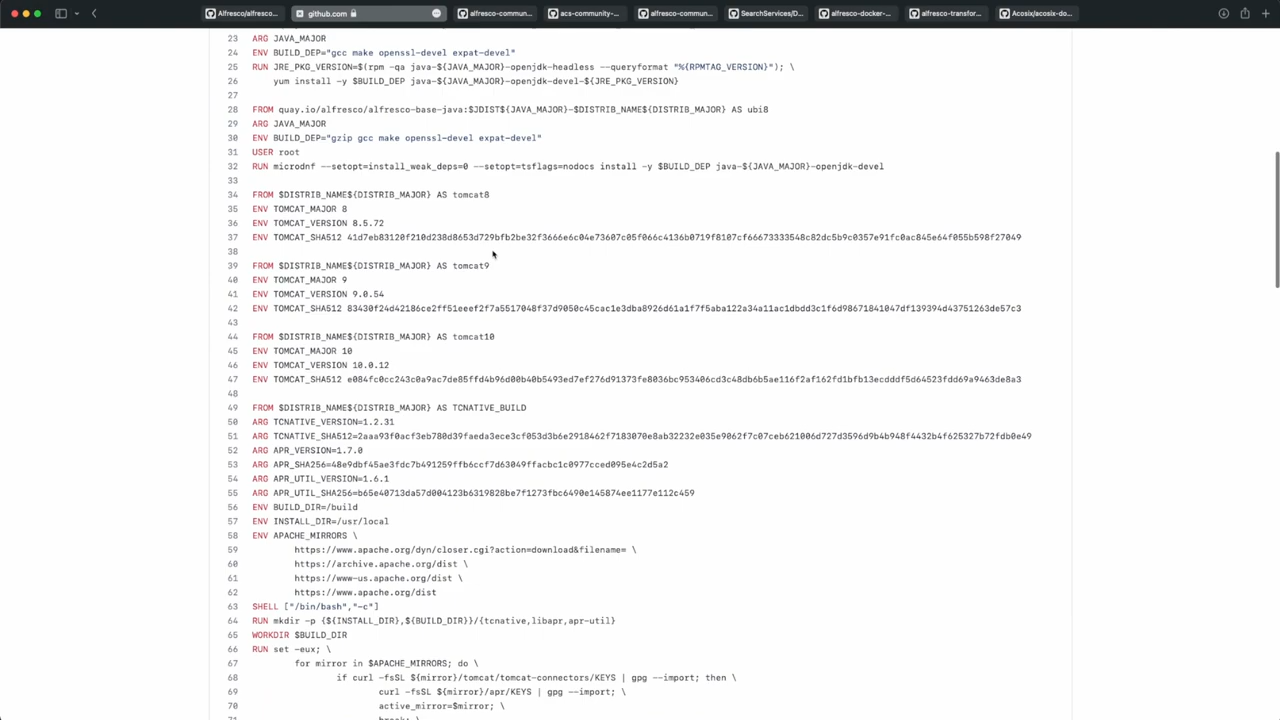 Alfresco/alfresco...
github.com
alfresco-commun...
acs-community-...
alfresco-commun...
SearchServices/D...
alfresco-docker-...
alfresco-transfor...
Acosix/acosix-do...
23 ARG JAVA_MAJOR
24 ENV BUILD_DEP="gcc make openssl-devel expat-devel"
25 RUN JRE_PKG_VERSION=$(rpm -qa java-${JAVA_MAJOR}-openjdk-headless --queryformat "%{RPMTAG_VERSION}"); \
26 yum install -y $BUILD_DEP java-${JAVA_MAJOR}-openjdk-devel-${JRE_PKG_VERSION}
27
28 FROM quay.io/alfresco/alfresco-base-java:$JDIST${JAVA_MAJOR}-$DISTRIB_NAME${DISTRIB_MAJOR} AS ubi8
29 ARG JAVA_MAJOR
30 ENV BUILD_DEP="gzip gcc make openssl-devel expat-devel"
31 USER root
32 RUN microdnf --setopt=install_weak_deps=0 --setopt=tsflags=nodocs install -y $BUILD_DEP java-${JAVA_MAJOR}-openjdk-devel
33
34 FROM $DISTRIB_NAME${DISTRIB_MAJOR} AS tomcat8
35 ENV TOMCAT_MAJOR 8
36 ENV TOMCAT_VERSION 8.5.72
37 ENV TOMCAT_SHA512 41d7eb83120f210d238d8653d729bfb2be32f3666e6c04e73607c05f066c4136b0719f8107cf66673333548c82dc5b9c0357e91fc0ac845e64f055b598f27049
38
39 FROM $DISTRIB_NAME${DISTRIB_MAJOR} AS tomcat9
40 ENV TOMCAT_MAJOR 9
41 ENV TOMCAT_VERSION 9.0.54
42 ENV TOMCAT_SHA512 83430f24d42186ce2ff51eeef2f7a5517048f37d9050c45cac1e3dba8926d61a1f7f5aba122a34a11ac1dbdd3c1f6d98671841047df139394d43751263de57c3
43
44 FROM $DISTRIB_NAME${DISTRIB_MAJOR} AS tomcat10
45 ENV TOMCAT_MAJOR 10
46 ENV TOMCAT_VERSION 10.0.12
47 ENV TOMCAT_SHA512 e084fc0cc243c0a9ac7de85ffd4b96d00b40b5493ed7ef276d91373fe8036bc953406cd3c48db6b5ae116f2af162fd1bfb13ecdddf5d64523fdd69a9463de8a3
48
49 FROM $DISTRIB_NAME${DISTRIB_MAJOR} AS TCNATIVE_BUILD
50 ARG TCNATIVE_VERSION=1.2.31
51 ARG TCNATIVE_SHA512=2aaa93f0acf3eb780d39faeda3ece3cf053d3b6e2918462f7183070e8ab32232e035e9062f7c07ceb621006d727d3596d9b4b948f4432b4f625327b72fdb0e49
52 ARG APR_VERSION=1.7.0
53 ARG APR_SHA256=48e9dbf45ae3fdc7b491259ffb6ccf7d63049ffacbc1c0977cced095e4c2d5a2
54 ARG APR_UTIL_VERSION=1.6.1
55 ARG APR_UTIL_SHA256=b65e40713da57d004123b6319828be7f1273fbc6490e145874ee1177e112c459
56 ENV BUILD_DIR=/build
57 ENV INSTALL_DIR=/usr/local
58 ENV APACHE_MIRRORS \
59 https://www.apache.org/dyn/closer.cgi?action=download&filename= \
60 https://archive.apache.org/dist \
61 https://www-us.apache.org/dist \
62 https://www.apache.org/dist
63 SHELL ["/bin/bash","-c"]
64 RUN mkdir -p {${INSTALL_DIR},${BUILD_DIR}}/{tcnative,libapr,apr-util}
65 WORKDIR $BUILD_DIR
66 RUN set -eux; \
67 for mirror in $APACHE_MIRRORS; do \
68 if curl -fsSL ${mirror}/tomcat/tomcat-connectors/KEYS | gpg --import; then \
69 curl -fsSL ${mirror}/apr/KEYS | gpg --import; \
70 active_mirror=$mirror; \
71 break; \